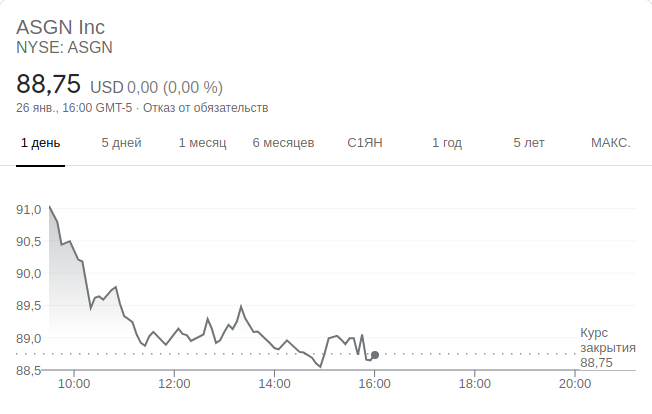 ASGN Inc
NYSE: ASGN
88,75 USD 0,00 (0,00 %)
26 янв., 16:00 GMT-5 · Отказ от обязательств
1 день 5 дней 1 месяц 6 месяцев С1ЯН 1 год 5 лет МАКС.
91,0
90,5
90,0
89,5
89,0
88,5
Курс
закрытия
88,75
10:00 12:00 14:00 16:00 18:00 20:00